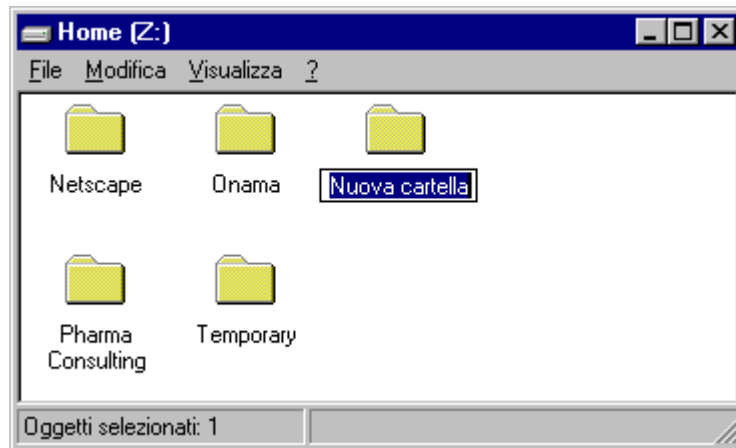 Home (Z:)
File Modifica Visualizza ?
Netscape Onama Nuova cartella
Pharma Consulting
Temporary
Oggetti selezionati: 1